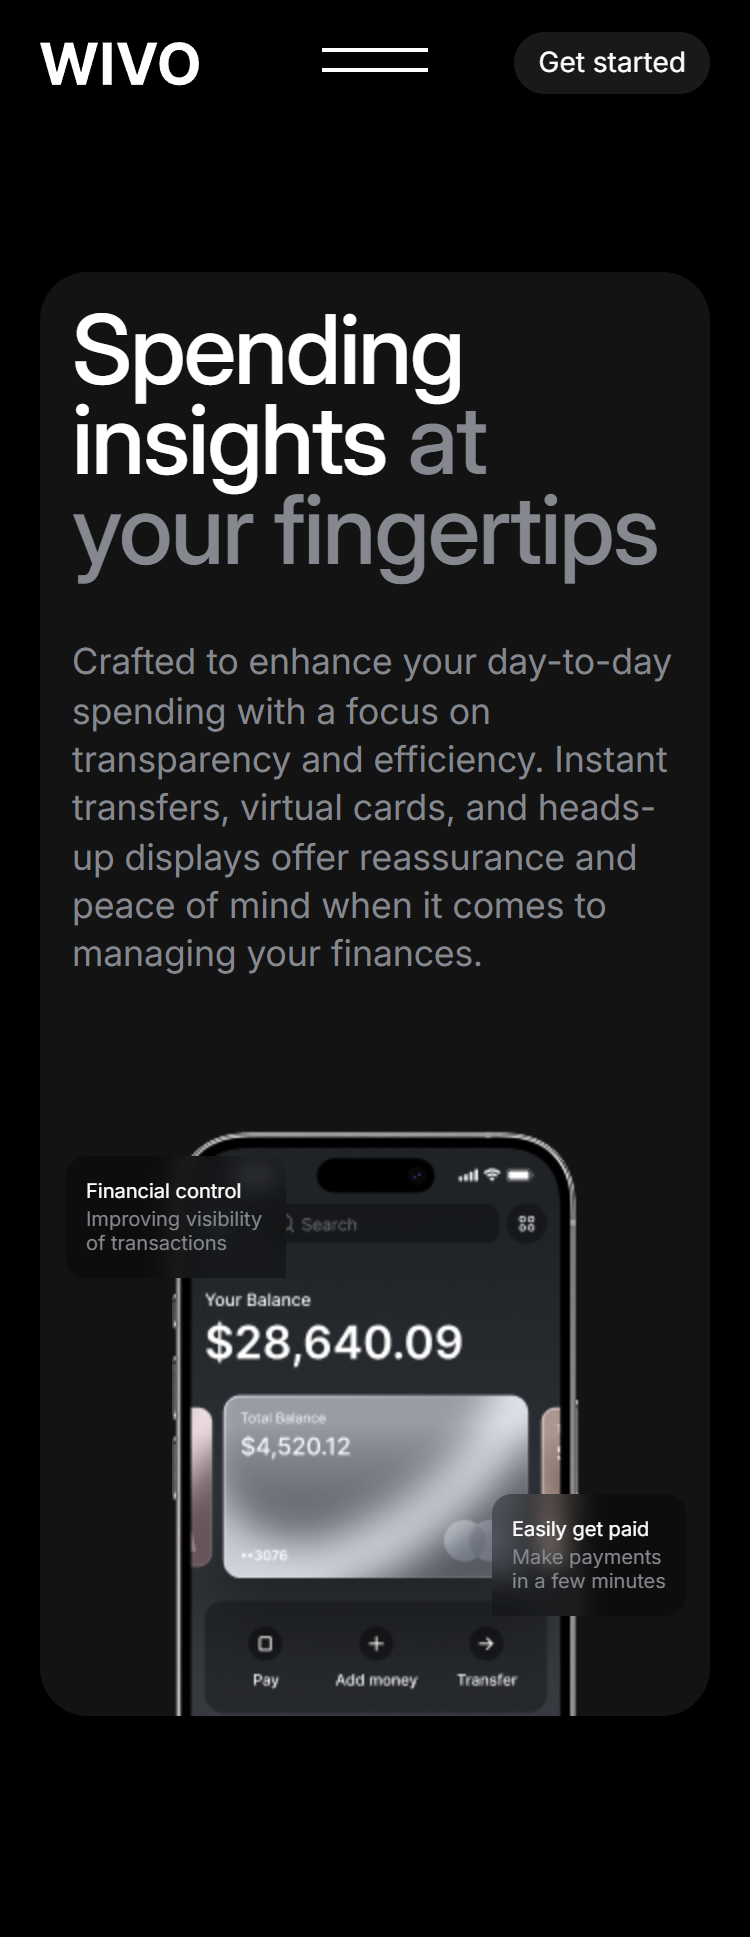 WIVO
Get started
Spending
insights at
your fingertips
Crafted to enhance your day-to-day
spending with a focus on
transparency and efficiency. Instant
transfers, virtual cards, and heads-
up displays offer reassurance and
peace of mind when it comes to
managing your finances.
Financial control
Improving visibility
of transactions
Search
Your Balance
$28,640.09
Total Balance
$4,520.12
••3076
Easily get paid
Make payments
in a few minutes
Pay
Add money
Transfer